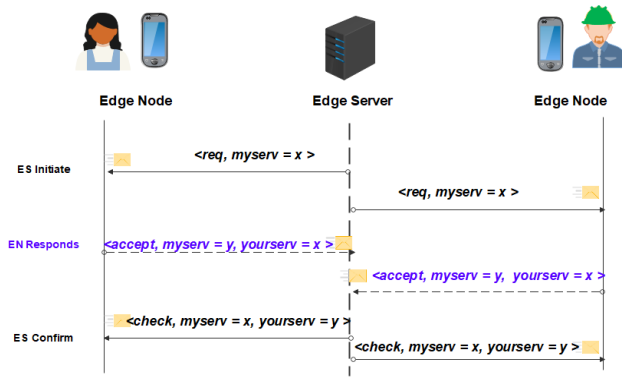 Edge Node
Edge Server
Edge Node
<req, myserv = x >
ES Initiate
<req, myserv = x >
EN Responds
<accept, myserv = y, yourserv = x >
<accept, myserv = y, yourserv = x>
<check, myserv = x, yourserv = y >
ES Confirm
<check, myserv = x, yourserv = y >